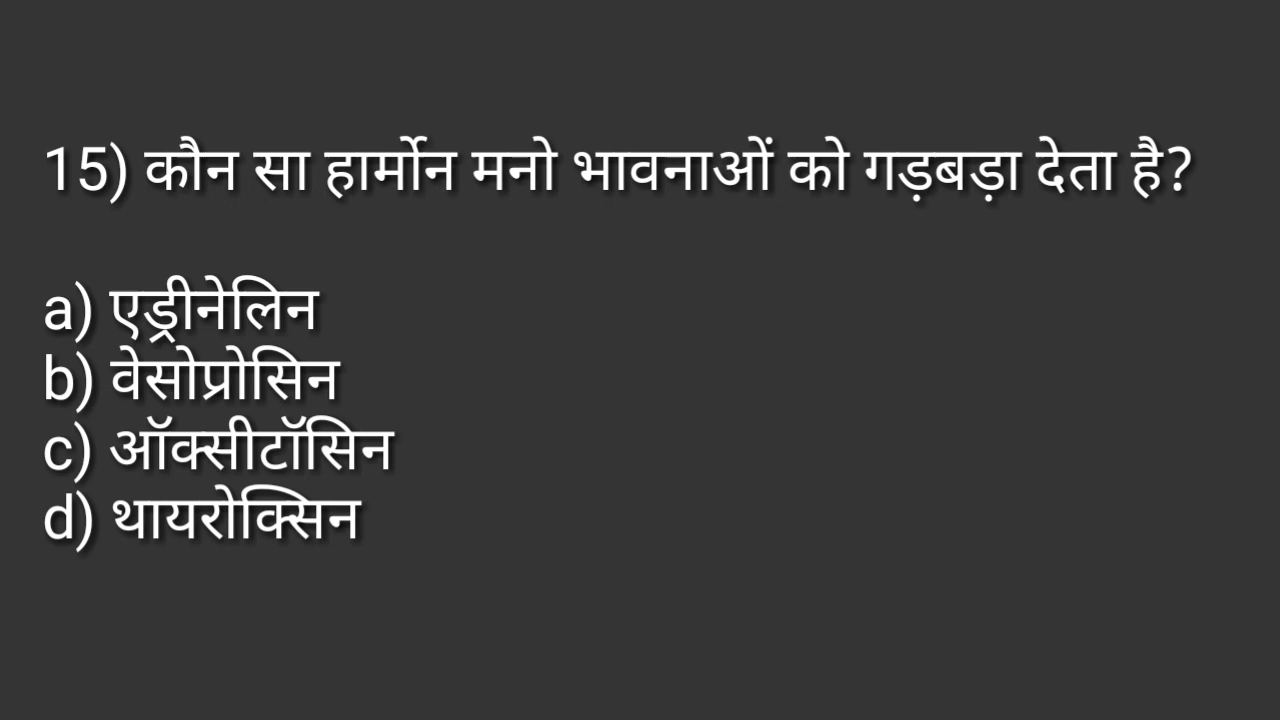 15) कौन सा हार्मोन मनो भावनाओं को गड़बड़ा देता है?
a) एड्रीनेलिन
b) वेसोप्रोसिन
c) ऑक्सीटॉसिन
d) थायरोक्सिन